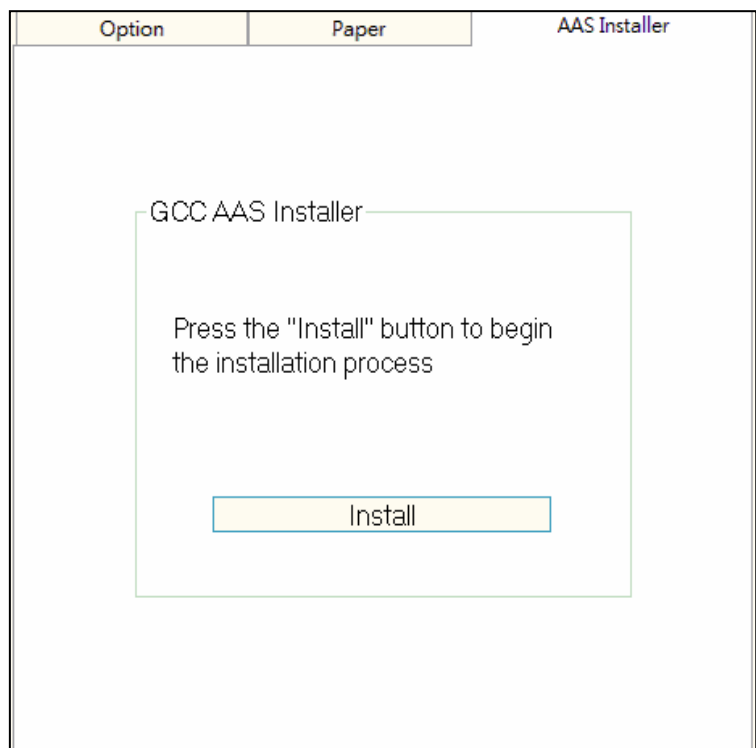 Option Paper AAS Installer
GCC AAS Installer
Press the "Install" button to begin
the installation process
Install